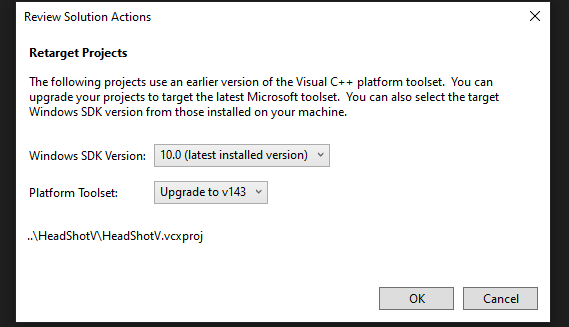 Review Solution Actions
Retarget Projects
The following projects use an earlier version of the Visual C++ platform toolset.  You can
upgrade your projects to target the latest Microsoft toolset.  You can also select the target
Windows SDK version from those installed on your machine.
Windows SDK Version: 10.0 (latest installed version)
Platform Toolset: Upgrade to v143
..\HeadShotV\HeadShotV.vcxproj
OK Cancel